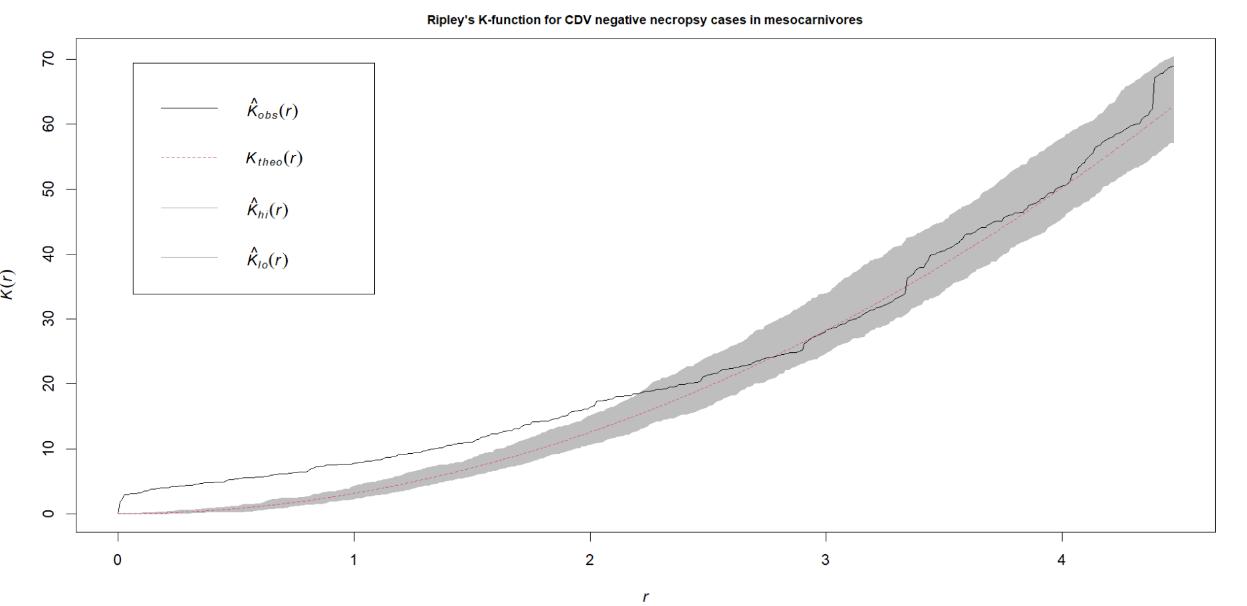 Ripley's K-function for CDV negative necropsy cases in mesocarnivores
K̂obs(r)
Ktheo(r)
K̂hi(r)
K̂lo(r)
K(r)
70
60
50
40
30
20
10
0
0 1 2 3 4
r